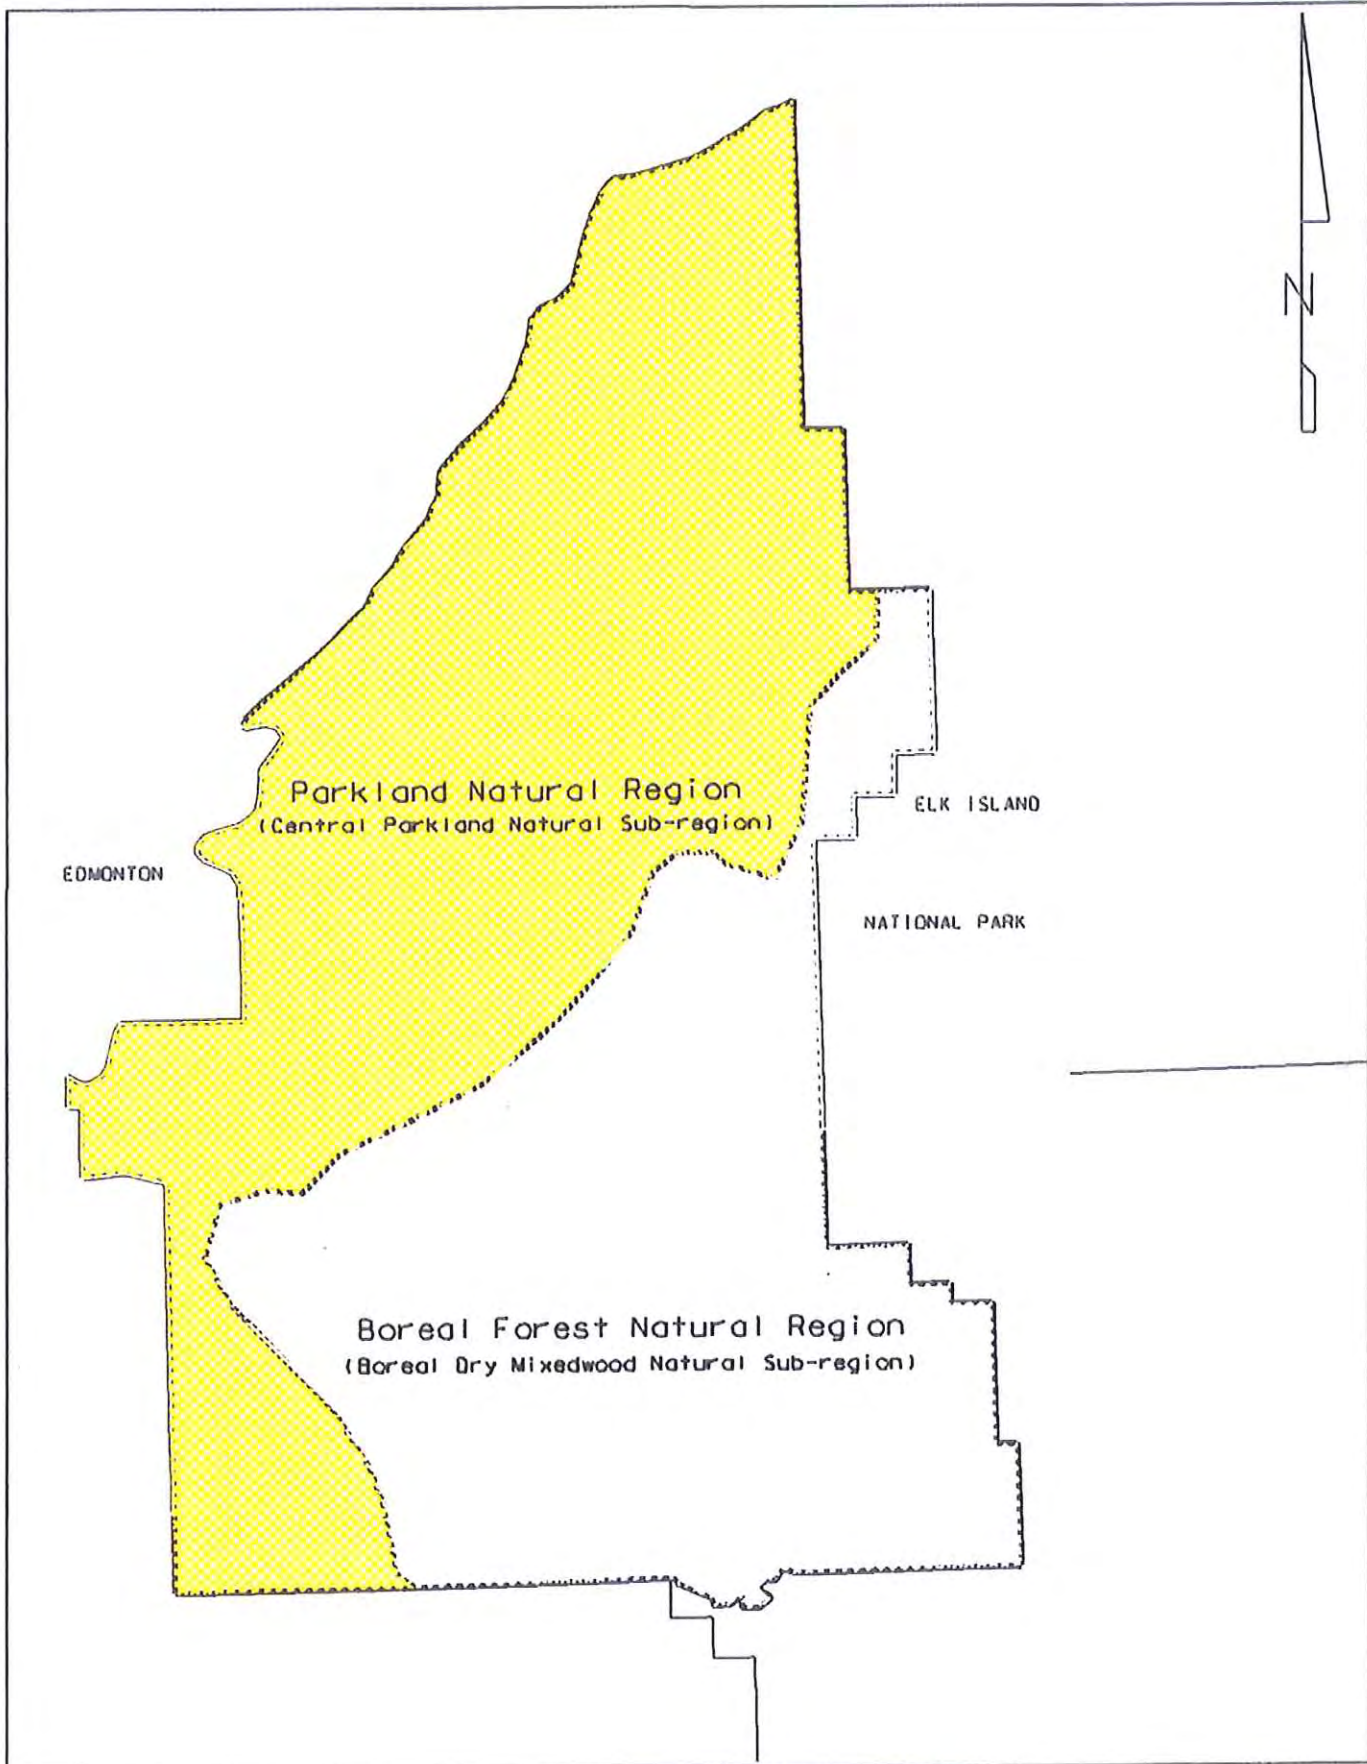 N
Parkland Natural Region
(Central Parkland Natural Sub-region)
ELK ISLAND
EDMONTON
NATIONAL PARK
Boreal Forest Natural Region
(Boreal Dry Mixedwood Natural Sub-region)